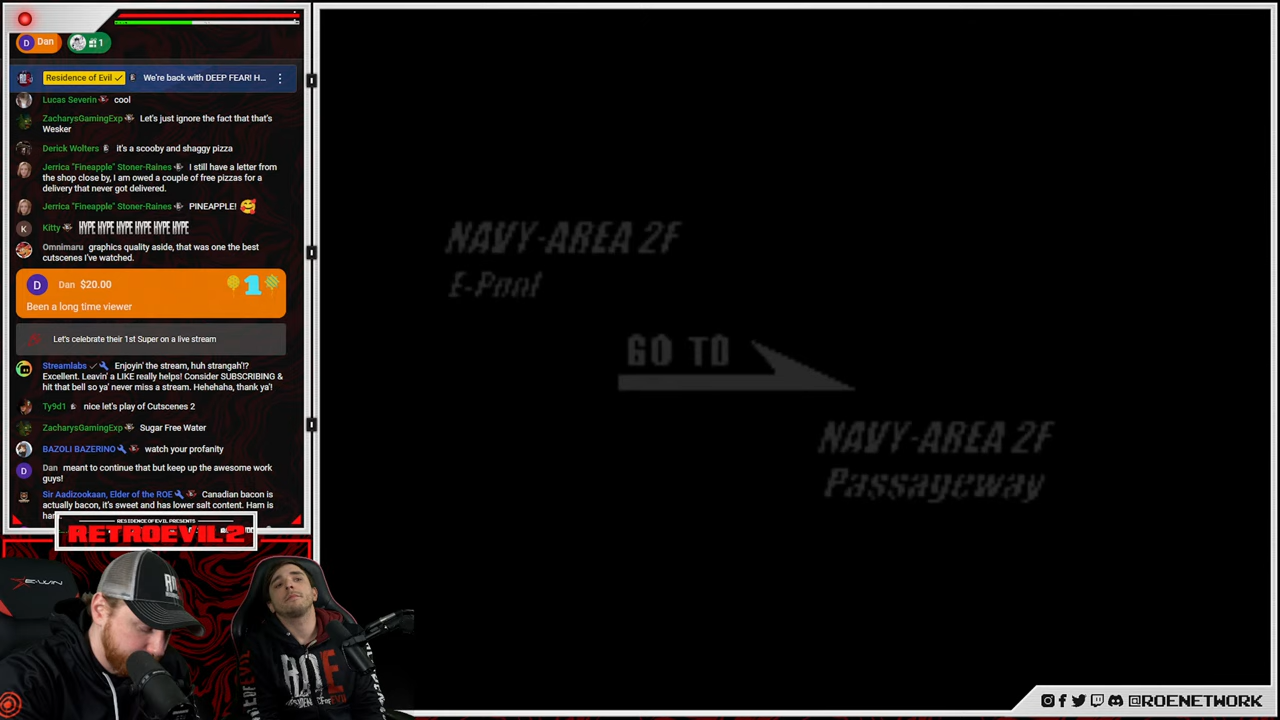 Dan
1
Residence of Evil We're back with DEEP FEAR! H...
Lucas Severin cool
ZacharysGamingExp Let's just ignore the fact that that's
Wesker
Derick Wolters it's a scooby and shaggy pizza
Jerrica "Fineapple" Stoner-Raines I still have a letter from
the shop close by, I am owed a couple of free pizzas for a
delivery that never got delivered.
Jerrica "Fineapple" Stoner-Raines PINEAPPLE!
Kitty HYPE HYPE HYPE HYPE HYPE HYPE
Omnimaru graphics quality aside, that was one the best
cutscenes I've watched.
D Dan $20.00 1
Been a long time viewer
Let's celebrate their 1st Super on a live stream
Streamlabs Enjoyin' the stream, huh strangah'!?
Excellent. Leavin' a LIKE really helps! Consider SUBSCRIBING &
hit that bell so ya' never miss a stream. Hehehaha, thank ya'!
Ty9d1 nice let's play of Cutscenes 2
ZacharysGamingExp Sugar Free Water
BAZOLI BAZERINO watch your profanity
D Dan meant to continue that but keep up the awesome work
guys!
Sir Aadizookaan, Elder of the ROE Canadian bacon is
actually bacon, it's sweet and has lower salt content. Ham is
RESIDENCE OF EVIL PRESENTS
RETROEVIL 2
NAVY-AREA 2F
GO TO
NAVY-AREA 2F
Passageway
ROE
@ROENETWORK